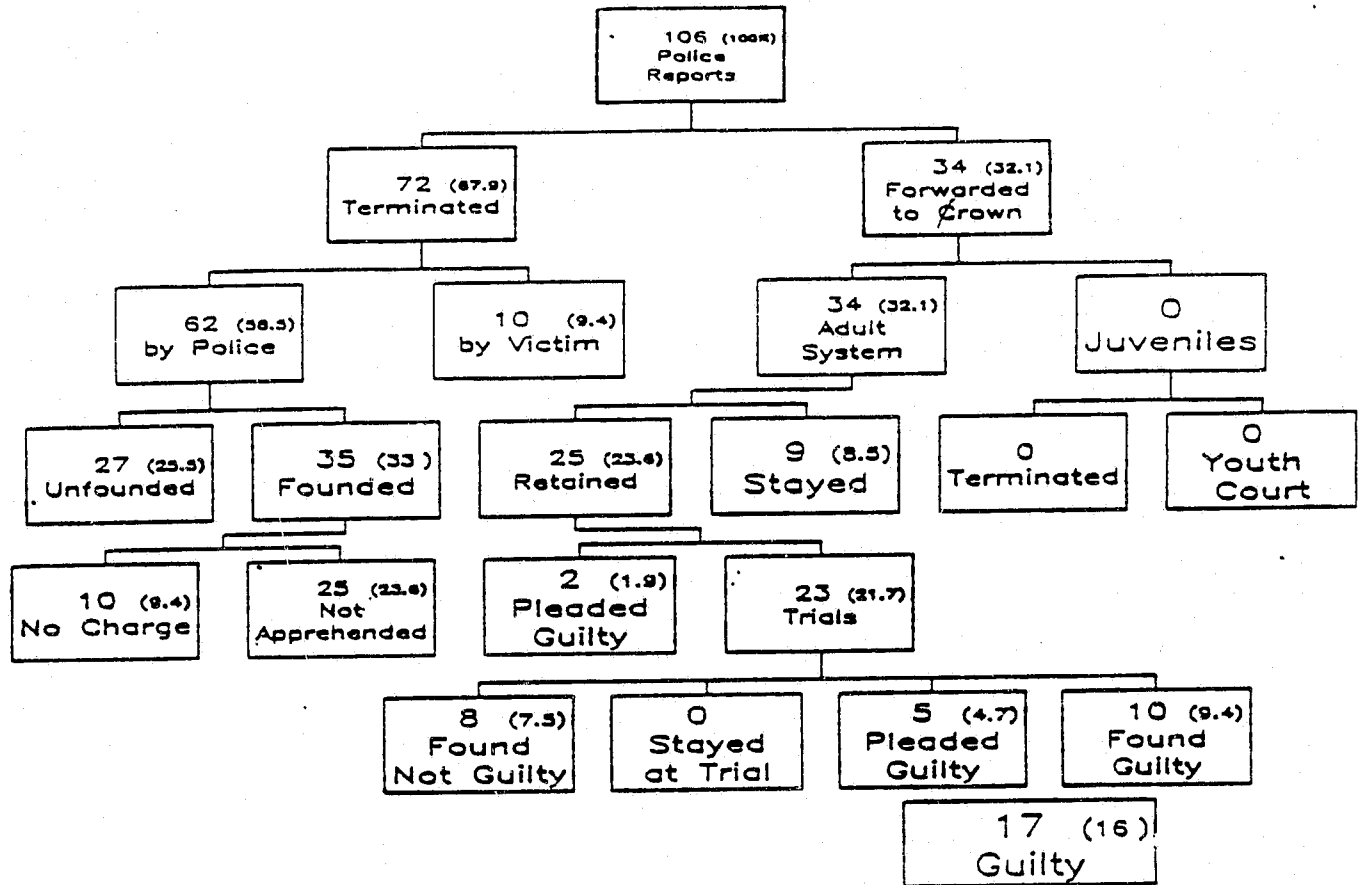 106 (100%)
Police
Reports
72 (67.9)
Terminated
34 (32.1)
Forwarded
to Crown
62 (58.5)
by Police
10 (9.4)
by Victim
34 (32.1)
Adult
System
0
Juveniles
27 (25.5)
Unfounded
35 (33 )
Founded
25 (23.6)
Retained
9 (8.5)
Stayed
0
Terminated
0
Youth
Court
10 (9.4)
No Charge
25 (23.6)
Not
Apprehended
2 (1.9)
Pleaded
Guilty
23 (21.7)
Trials
8 (7.5)
Found
Not Guilty
0
Stayed
at Trial
5 (4.7)
Pleaded
Guilty
10 (9.4)
Found
Guilty
17 (16 )
Guilty